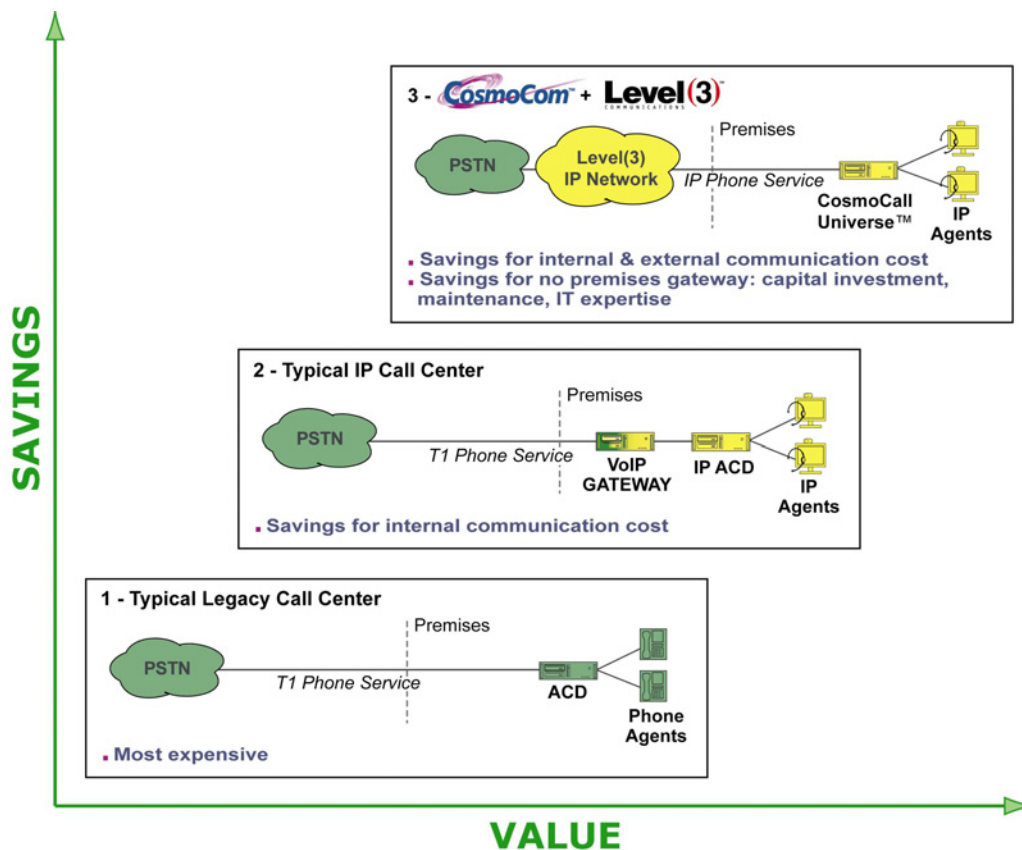 SAVINGS
3 - CosmoCom™ + Level(3)™
COMMUNICATIONS
Premises
PSTN
Level(3)
IP Network
IP Phone Service
CosmoCall
Universe™
IP
Agents
Savings for internal & external communication cost
Savings for no premises gateway: capital investment,
maintenance, IT expertise
2 - Typical IP Call Center
Premises
PSTN
T1 Phone Service
VoIP
GATEWAY
IP ACD
IP
Agents
Savings for internal communication cost
1 - Typical Legacy Call Center
Premises
PSTN
T1 Phone Service
ACD
Phone
Agents
Most expensive
VALUE